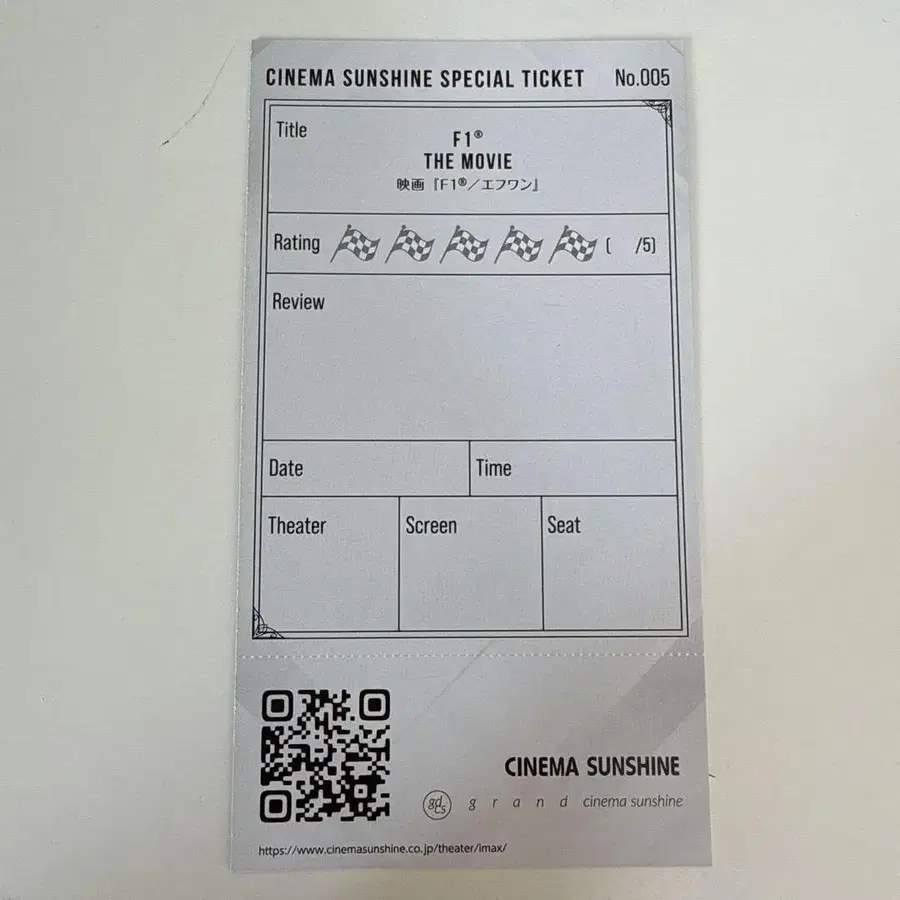 CINEMA SUNSHINE SPECIAL TICKET No.005
Title
F1®
THE MOVIE
映画『F1®/エフワン』
Rating ( /5)
Review
Date Time
Theater Screen Seat
CINEMA SUNSHINE
gdcs grand cinema sunshine
https://www.cinemasunshine.co.jp/theater/imax/